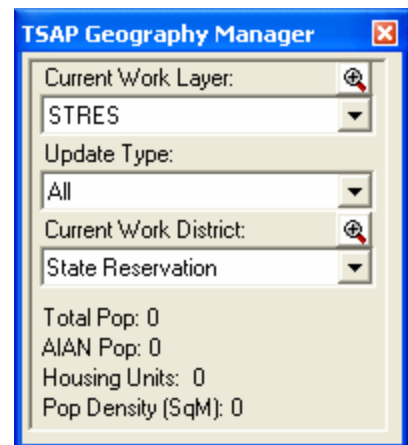 TSAP Geography Manager
Current Work Layer:
STRES
Update Type:
All
Current Work District:
State Reservation
Total Pop: 0
AIAN Pop: 0
Housing Units: 0
Pop Density (SqM): 0